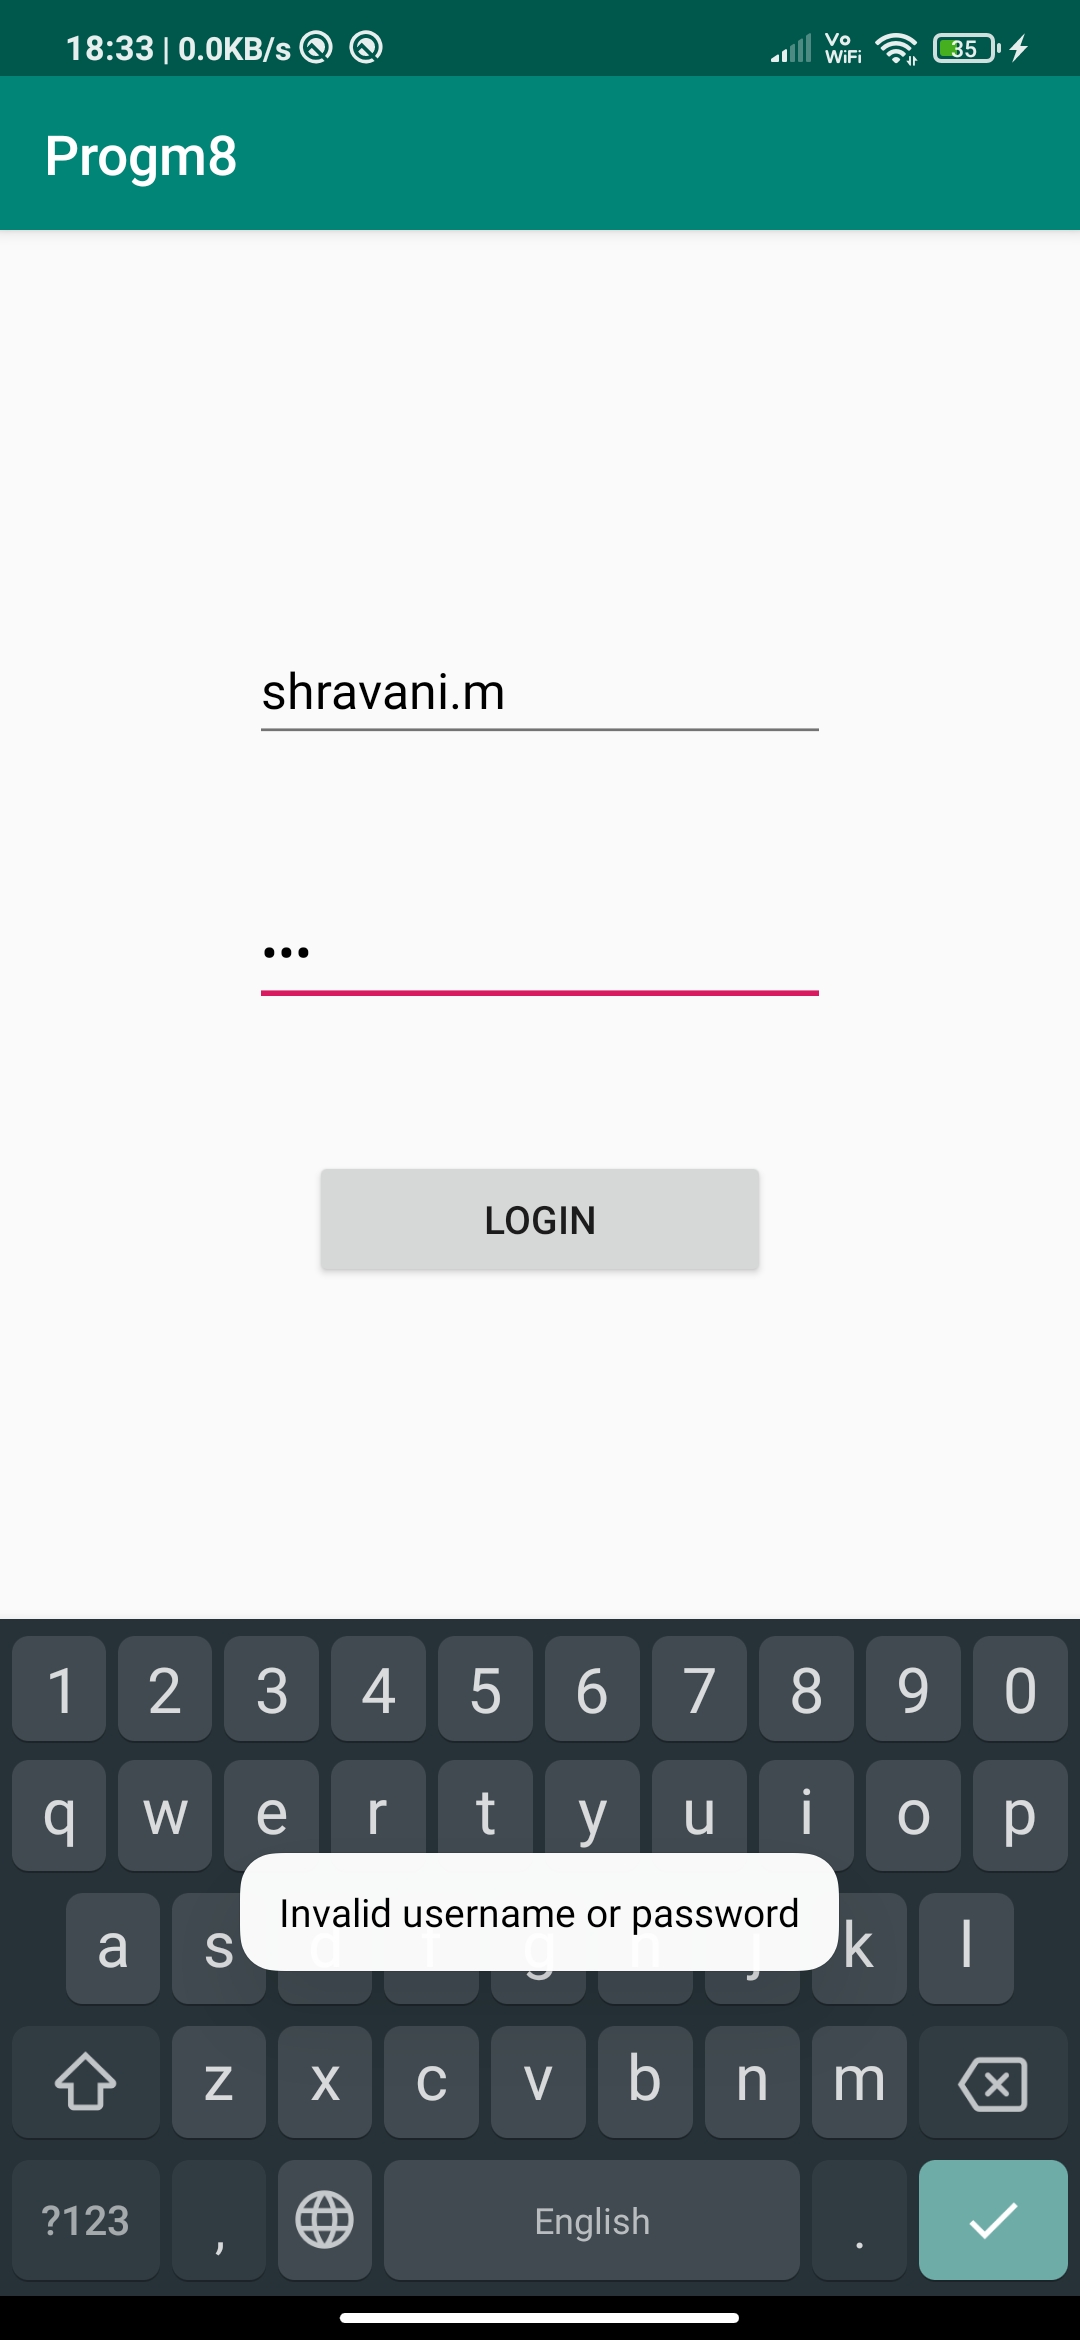 18:33 | 0.0KB/s Vo WiFi 35
Progm8
shravani.m
•••
LOGIN
1 2 3 4 5 6 7 8 9 0
q w e r t y u i o p
Invalid username or password
a s d f g h j k l
z x c v b n m
?123 , English .